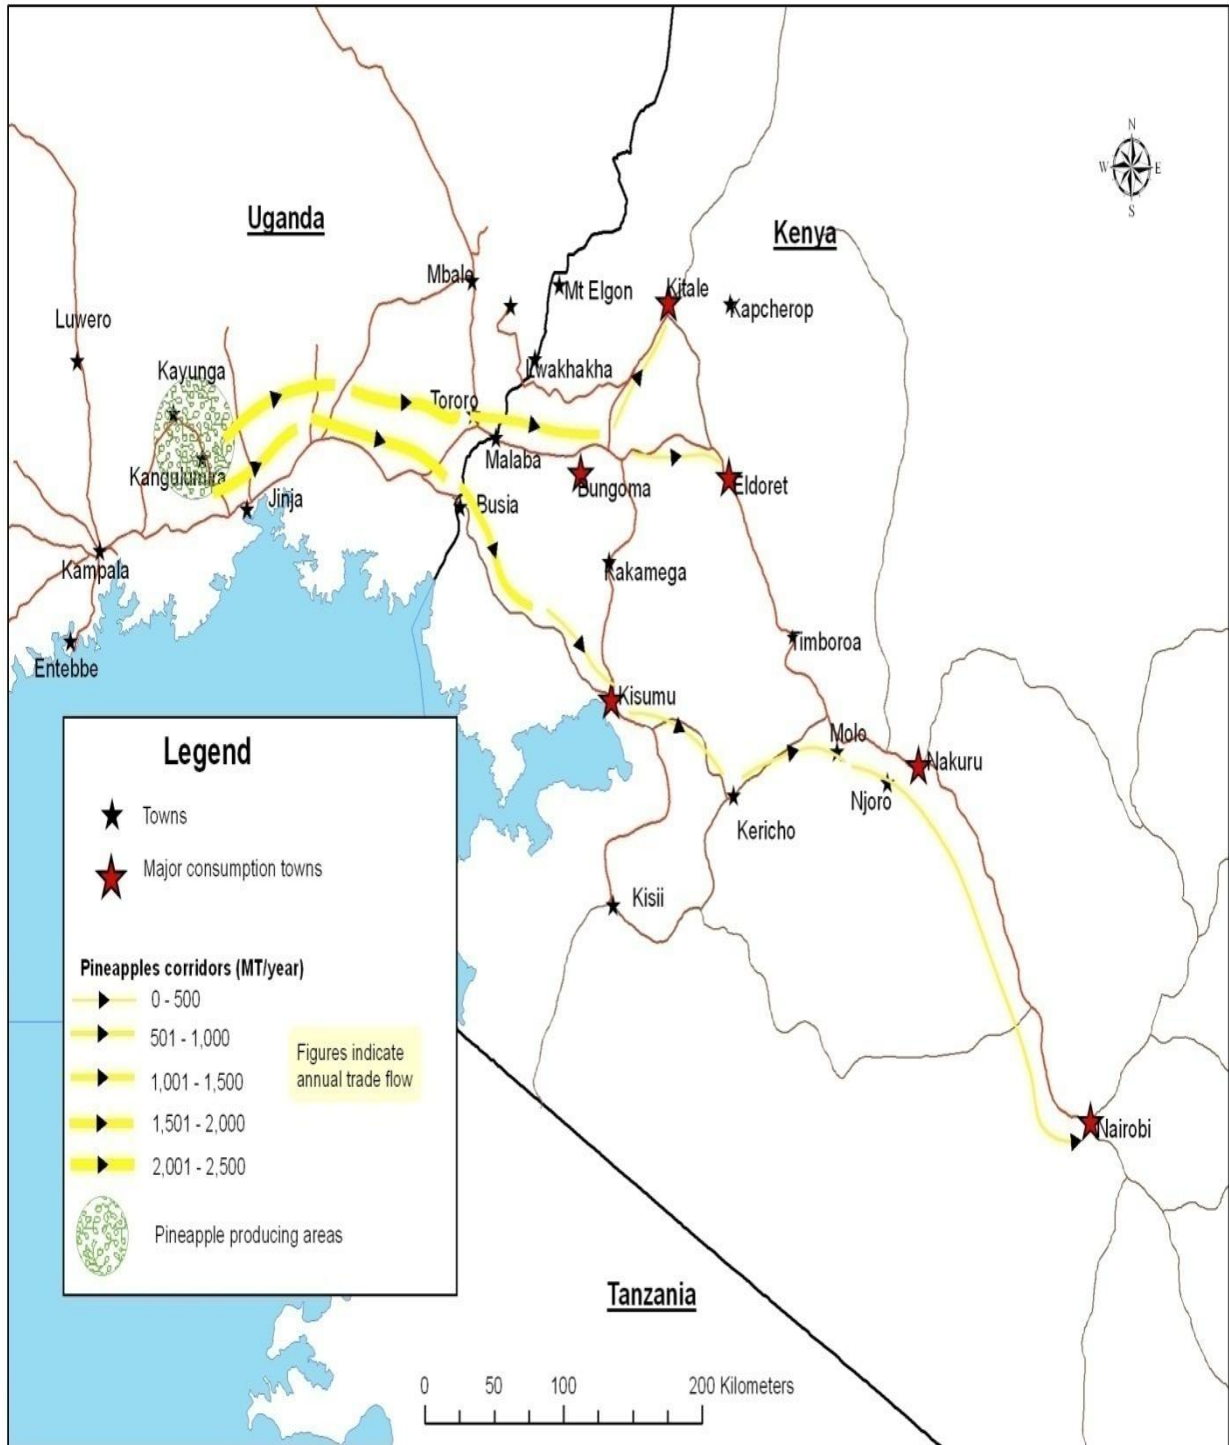 N
W E
S
Uganda
Kenya
Mbale
Mt Elgon
Kitale
Kapcherop
Luwero
Kayunga
Lwakhakha
Tororo
Malaba
Kangulumira
Bungoma
Eldoret
Jinja
Busia
Kampala
Kakamega
Entebbe
Timboroa
Kisumu
Molo
Nakuru
Njoro
Kericho
Kisii
Nairobi
Legend
Towns
Major consumption towns
Pineapples corridors (MT/year)
0 - 500
501 - 1,000
1,001 - 1,500
1,501 - 2,000
2,001 - 2,500
Figures indicate
annual trade flow
Pineapple producing areas
Tanzania
0 50 100 200 Kilometers